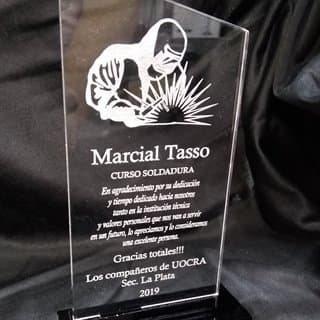 Marcial Tasso
CURSO SOLDADURA
En agradecimiento por su dedicación
y tiempo dedicado hacia nosotros
tanto en la institución técnica
y valores personales que nos van a servir
en un futuro, lo apreciamos y lo consideramos
una excelente persona.
Gracias totales!!!
Los compañeros de UOCRA
Sec. La Plata
2019